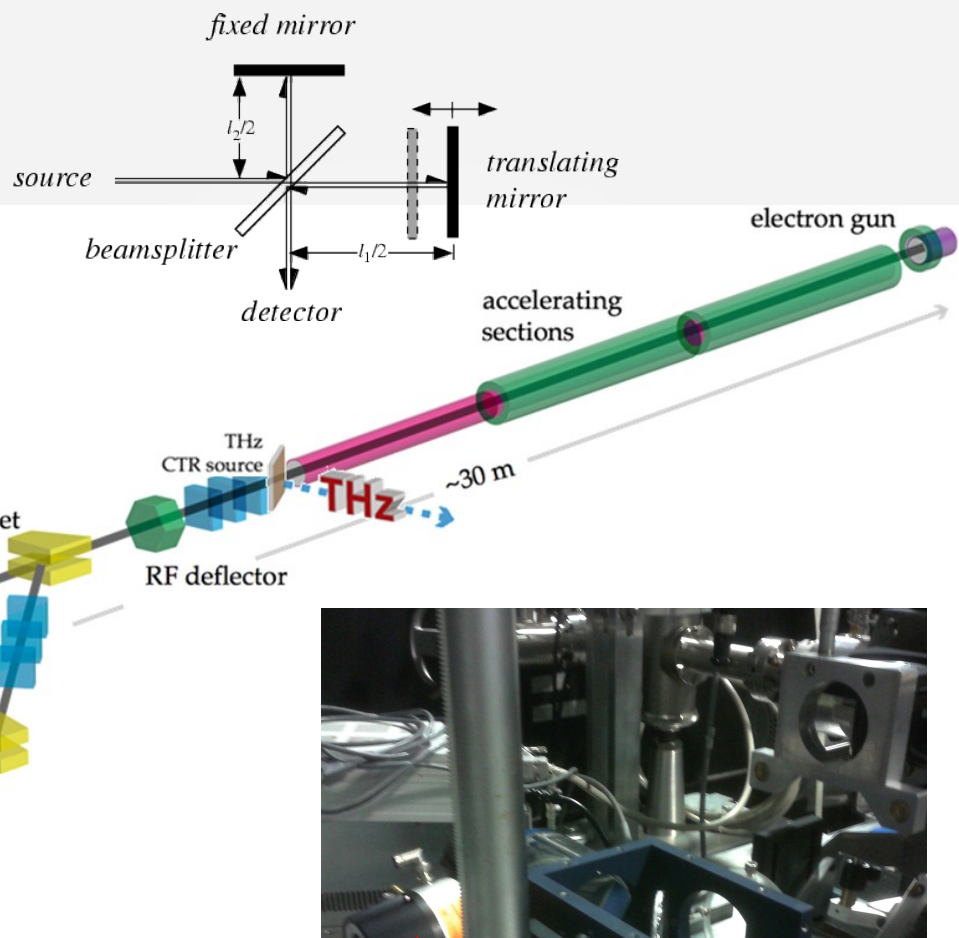 fixed mirror
l2/2
source
translating
mirror
beamsplitter
l1/2
detector
electron gun
accelerating
sections
THz
CTR source
THz
~30 m
et
RF deflector